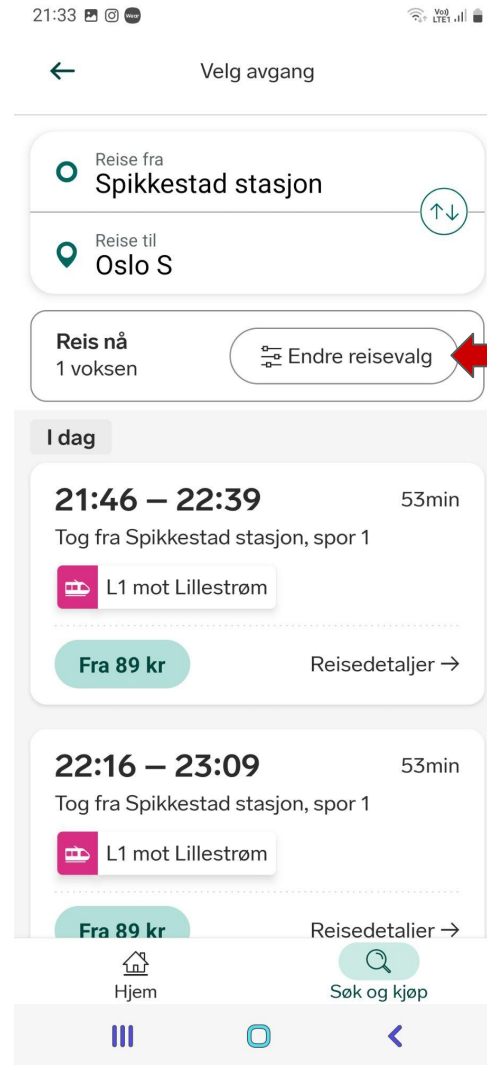 21:33
Wear
Vo))
LTE1
Velg avgang
Reise fra
Spikkestad stasjon
Reise til
Oslo S
Reis nå
1 voksen
Endre reisevalg
I dag
21:46 – 22:39
53min
Tog fra Spikkestad stasjon, spor 1
L1 mot Lillestrøm
Fra 89 kr
Reisedetaljer →
22:16 – 23:09
53min
Tog fra Spikkestad stasjon, spor 1
L1 mot Lillestrøm
Fra 89 kr
Reisedetaljer →
Hjem
Søk og kjøp